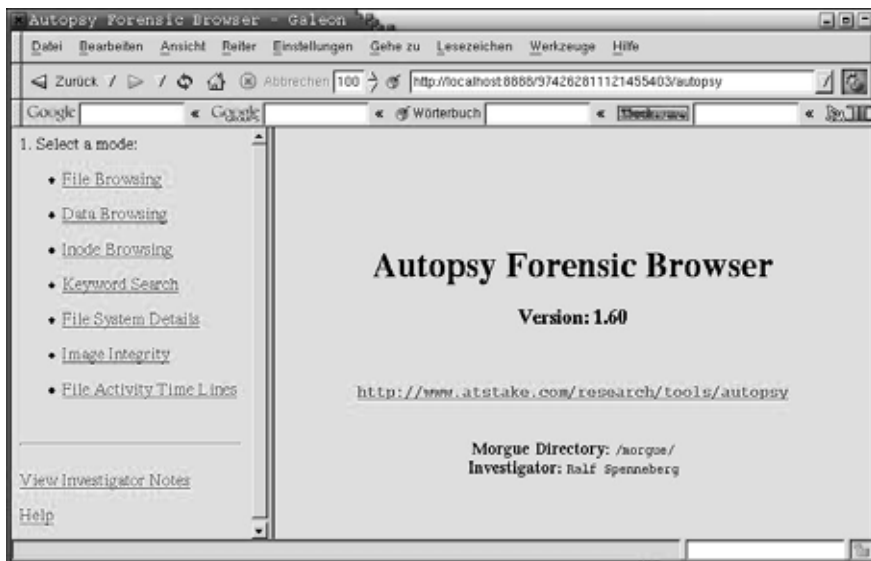 Autopsy Forensic Browser - Galeon
Datei Bearbeiten Ansicht Reiter Einstellungen Gehe zu Lesezeichen Werkzeuge Hilfe
Zurück / / Abbrechen 100 http://localhost:8888/974262811121455403/autopsy /
Google « Google « Wörterbuch « «
1. Select a mode:
File Browsing
Data Browsing
Inode Browsing
Keyword Search
File System Details
Image Integrity
File Activity Time Lines
View Investigator Notes
Help
Autopsy Forensic Browser
Version: 1.60
http://www.atstake.com/research/tools/autopsy
Morgue Directory: /morgue/
Investigator: Ralf Spenneberg